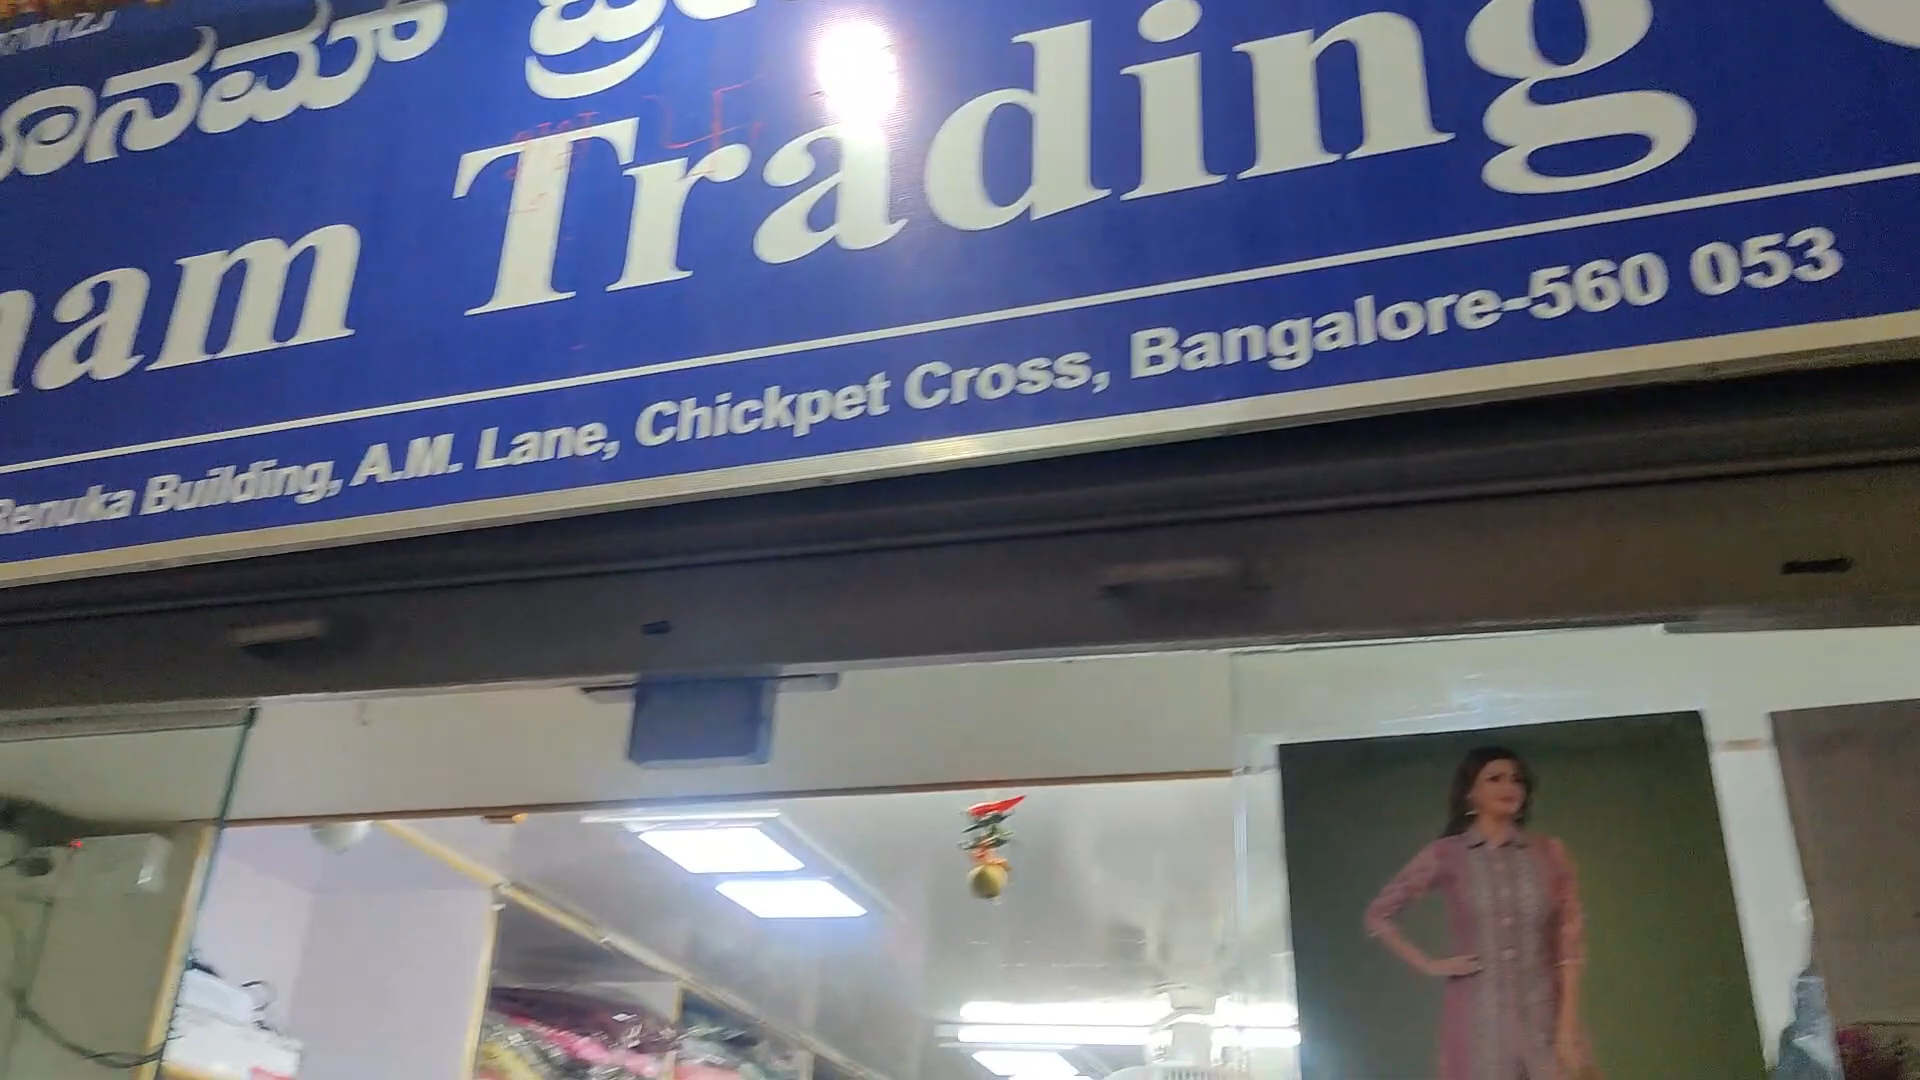 ನಮ್
nam Trading
Renuka Building, A.M. Lane, Chickpet Cross, Bangalore-560 053